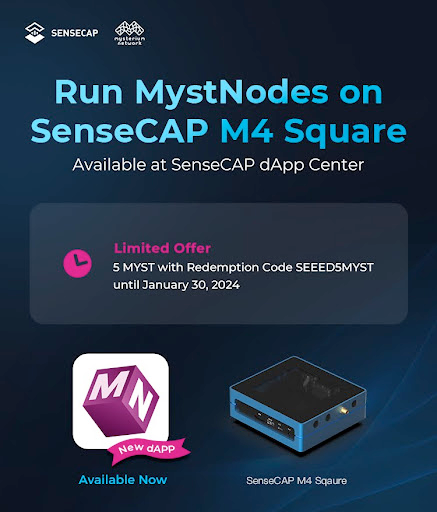 SENSECAP
mysterium
network
Run MystNodes on
SenseCAP M4 Square
Available at SenseCAP dApp Center
Limited Offer
5 MYST with Redemption Code SEEED5MYST
until January 30, 2024
M N
New dAPP
Available Now
SenseCAP M4 Sqaure